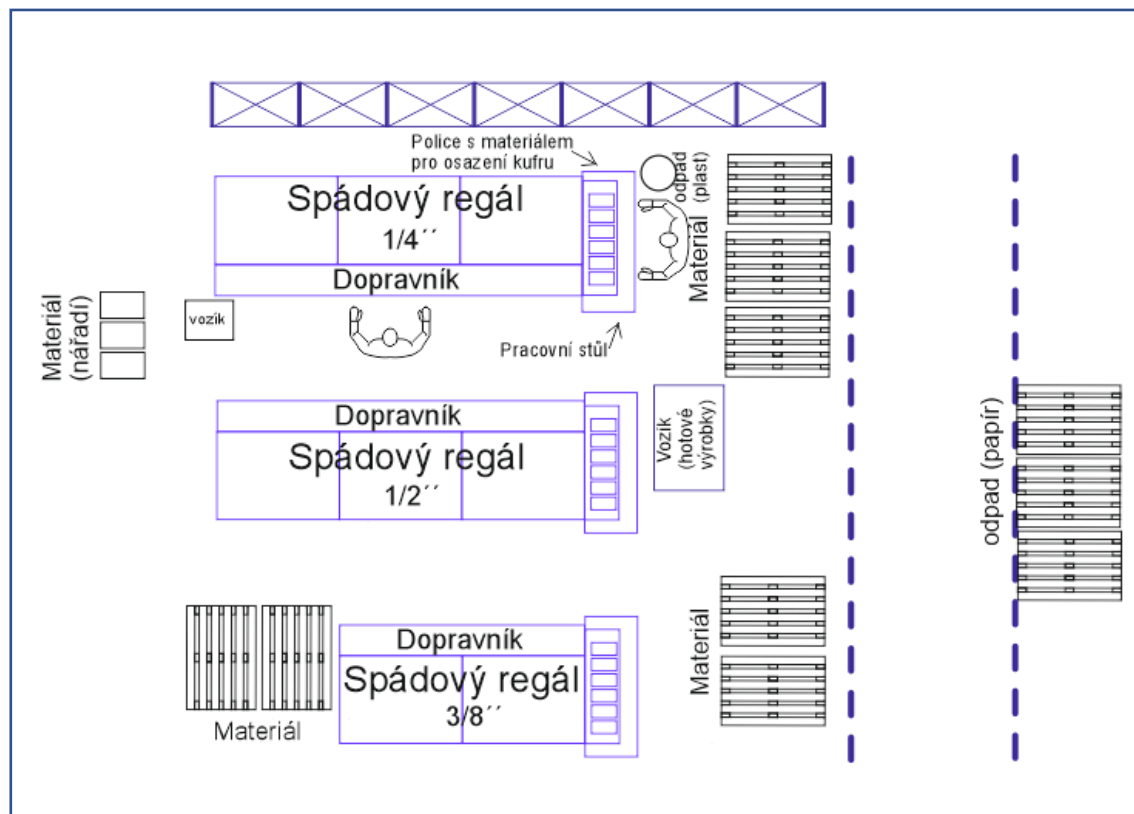 Police s materiálem
pro osazení kufru
odpad
(plast)
Spádový regál
1/4´´
Dopravník
Materiál
Materiál
(nářadí)
vozík
Pracovní stůl
Dopravník
Spádový regál
1/2´´
Vozík
(hotové
výrobky)
odpad (papír)
Dopravník
Spádový regál
3/8´´
Materiál
Materiál